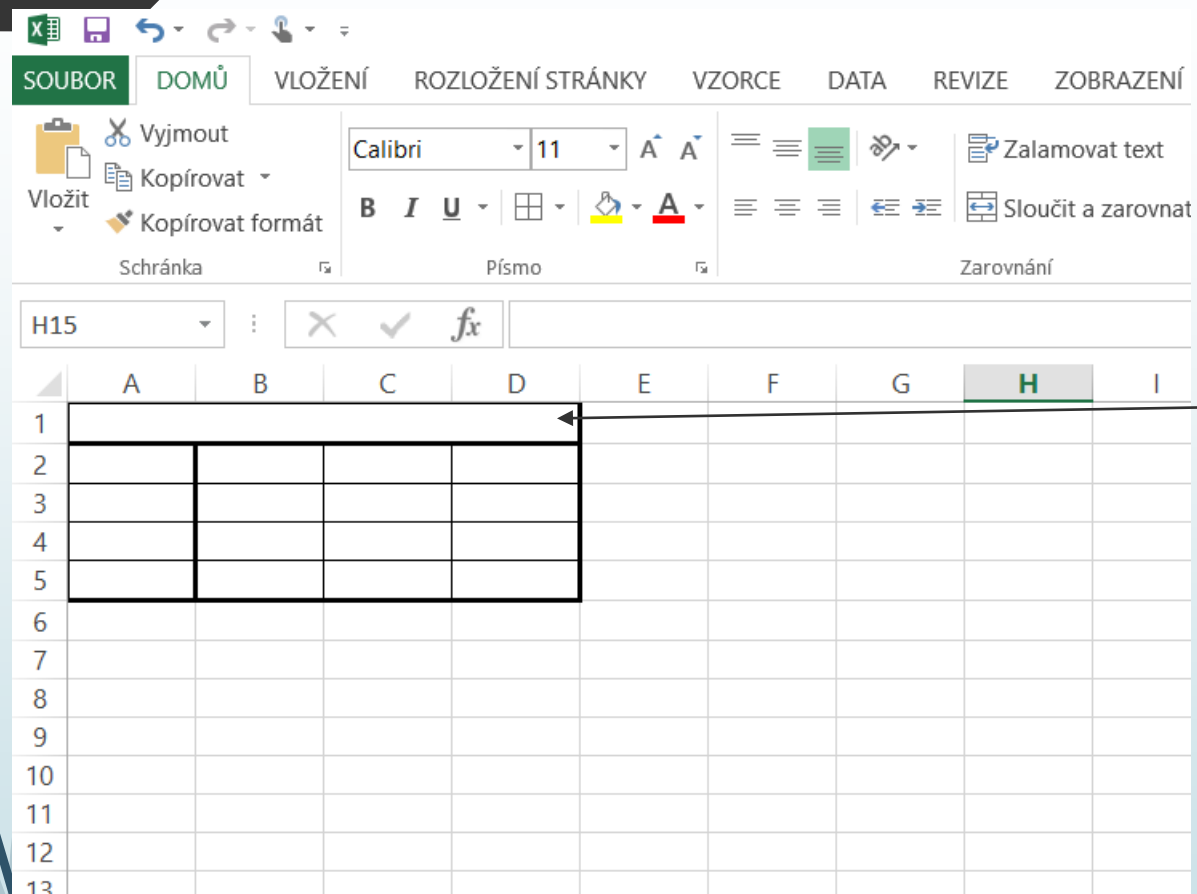 SOUBOR DOMŮ VLOŽENÍ ROZLOŽENÍ STRÁNKY VZORCE DATA REVIZE ZOBRAZENÍ
Vložit
Vyjmout
Kopírovat
Kopírovat formát
Schránka
Calibri 11 A A
B I U A
Písmo
Zalamovat text
Sloučit a zarovnat
Zarovnání
H15 fx
A B C D E F G H I
1
2
3
4
5
6
7
8
9
10
11
12
13